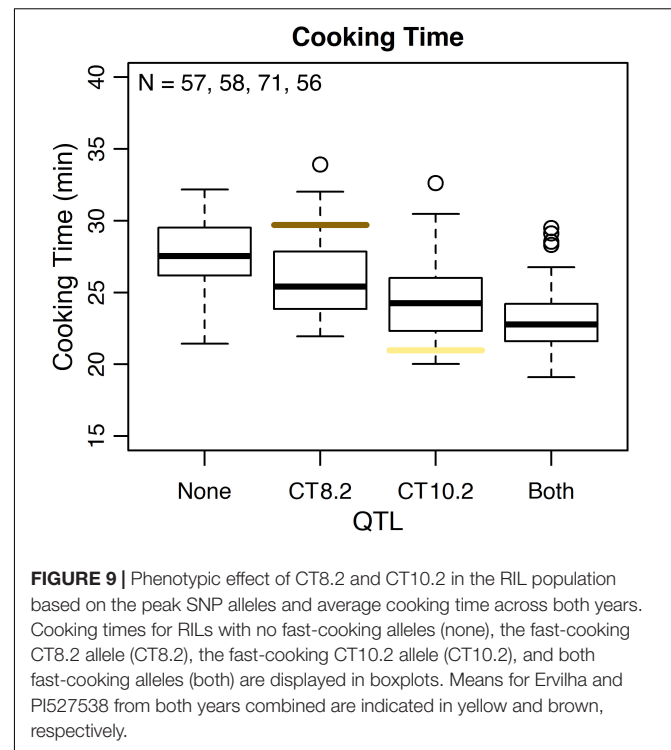 Cooking Time
N = 57, 58, 71, 56
Cooking Time (min)
40
35
30
25
20
15
None CT8.2 CT10.2 Both
QTL
FIGURE 9 | Phenotypic effect of CT8.2 and CT10.2 in the RIL population
based on the peak SNP alleles and average cooking time across both years.
Cooking times for RILs with no fast-cooking alleles (none), the fast-cooking
CT8.2 allele (CT8.2), the fast-cooking CT10.2 allele (CT10.2), and both
fast-cooking alleles (both) are displayed in boxplots. Means for Ervilha and
PI527538 from both years combined are indicated in yellow and brown,
respectively.